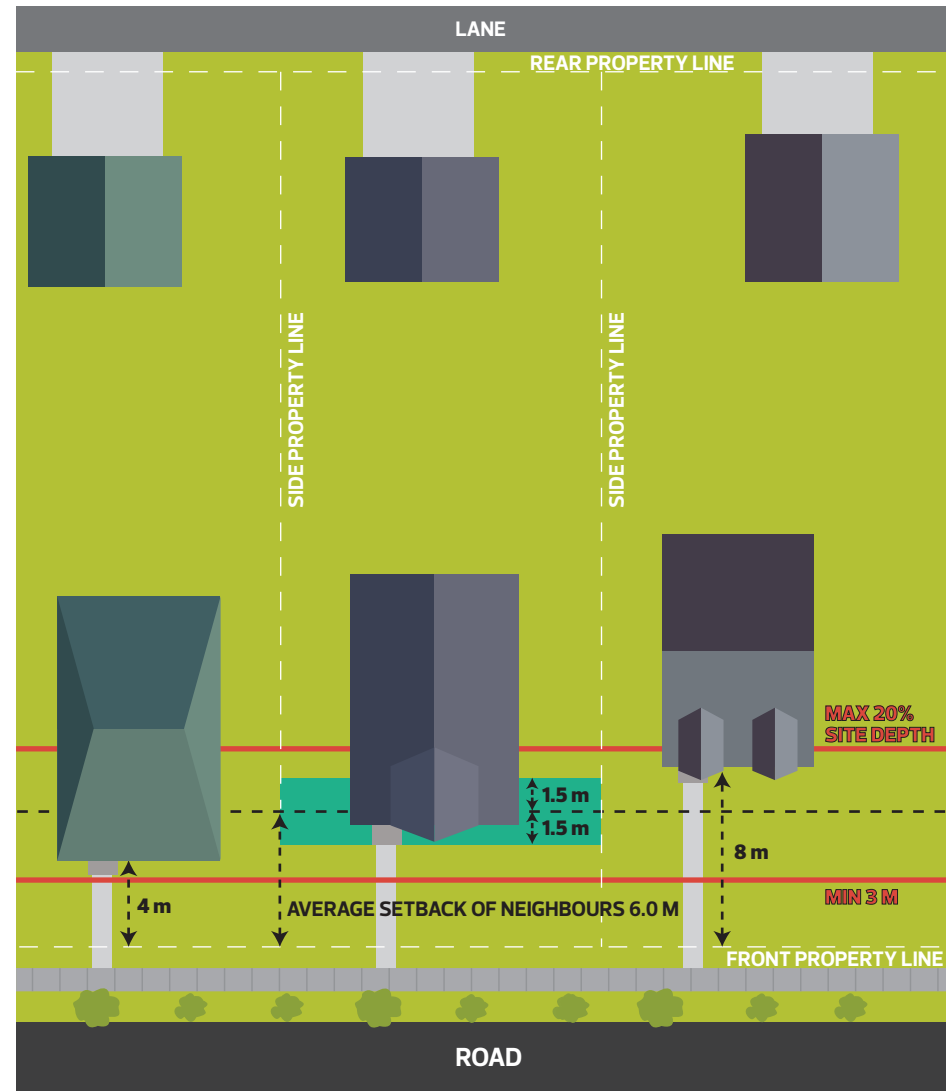 LANE
REAR PROPERTY LINE
SIDE PROPERTY LINE
SIDE PROPERTY LINE
MAX 20%
SITE DEPTH
1.5 m
1.5 m
8 m
4 m
MIN 3 M
AVERAGE SETBACK OF NEIGHBOURS 6.0 M
FRONT PROPERTY LINE
ROAD